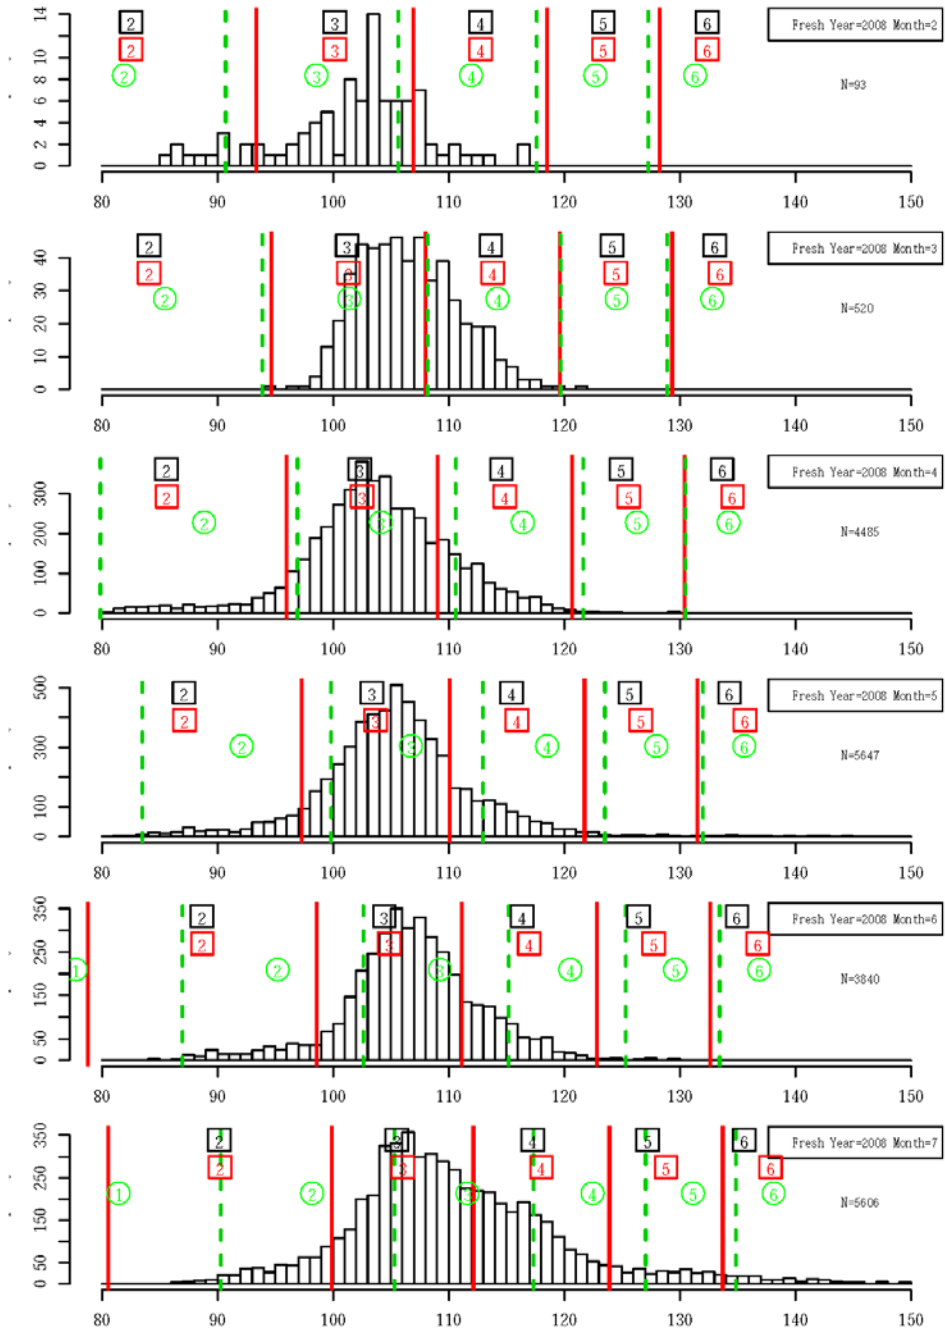 14
2 3 4 5 6 Fresh Year=2008 Month=2
2 3 4 5 6
10
2 3 4 5 6
N=93
6
4
2
0
80 90 100 110 120 130 140 150
2 3 4 5 6 Fresh Year=2008 Month=3
40
2 3 4 5 6
2 3 4 5 6
30
N=520
20
10
0
80 90 100 110 120 130 140 150
2 3 4 5 6 Fresh Year=2008 Month=4
300
2 3 4 5 6
2 3 4 5 6
N=4485
200
100
0
80 90 100 110 120 130 140 150
500
2 3 4 5 6 Fresh Year=2008 Month=5
2 3 4 5 6
2 3 4 5 6
300
N=5647
100
0
80 90 100 110 120 130 140 150
350
2 3 4 5 6 Fresh Year=2008 Month=6
2 3 4 5 6
250
1 2 3 4 5 6
N=3840
150
50
0
80 90 100 110 120 130 140 150
350
2 3 4 5 6 Fresh Year=2008 Month=7
2 3 4 5 6
250
1 2 3 4 5 6
N=5606
150
50
0
80 90 100 110 120 130 140 150